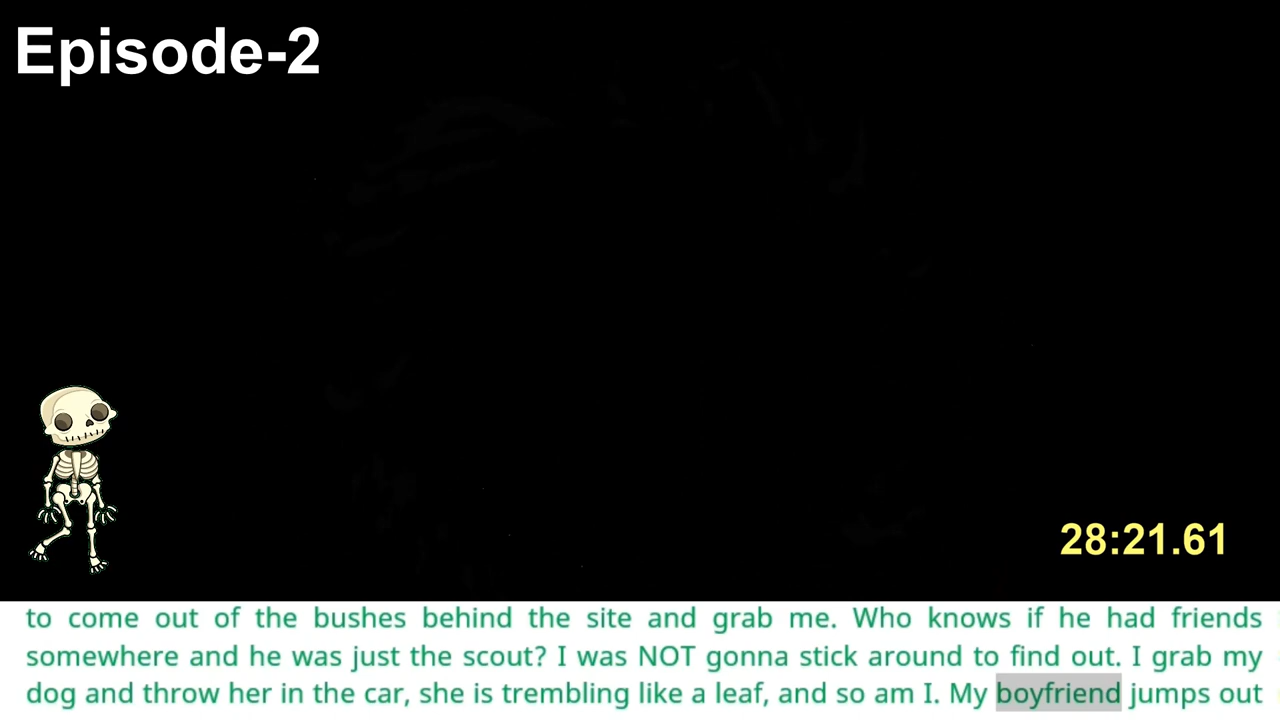 Episode-2
28:21.61
to come out of the bushes behind the site and grab me. Who knows if he had friends
somewhere and he was just the scout? I was NOT gonna stick around to find out. I grab my
dog and throw her in the car, she is trembling like a leaf, and so am I. My boyfriend jumps out